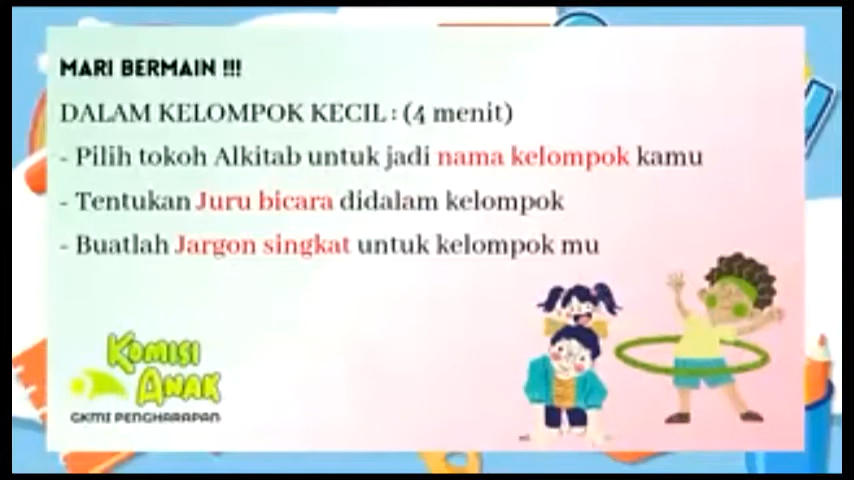 MARI BERMAIN !!!
DALAM KELOMPOK KECIL : (4 menit)
- Pilih tokoh Alkitab untuk jadi nama kelompok kamu
- Tentukan Juru bicara didalam kelompok
- Buatlah Jargon singkat untuk kelompok mu
KOMISI
ANAK
GKMI PENGHARAPAN